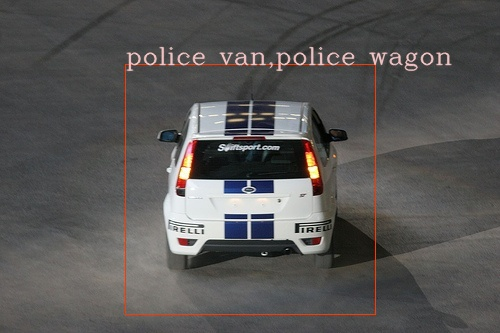 police van,police wagon
Swiftsport.com
PIRELLI
PIRELLI